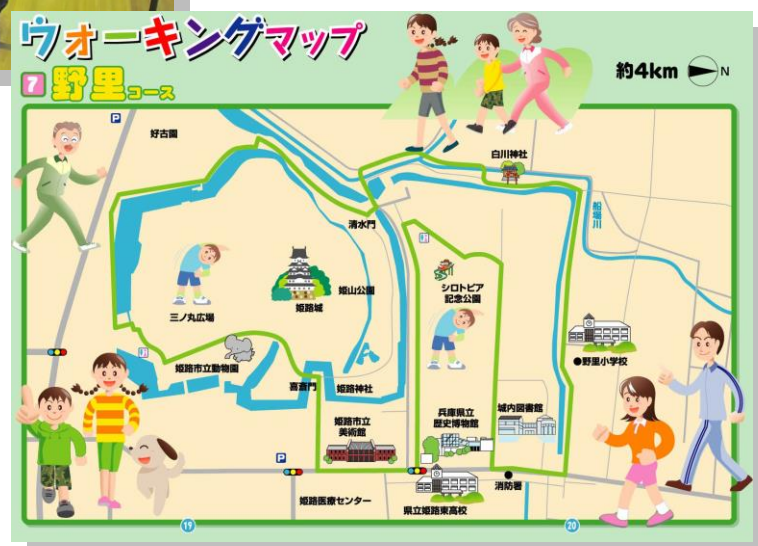 ウォーキングマップ
7 野里コース
約4km N
P
好古園
白川神社
船場川
清水門
シロトピア
記念公園
姫山公園
姫路城
三ノ丸広場
野里小学校
姫路市立動物園
喜斎門
姫路神社
兵庫県立
歴史博物館
城内図書館
姫路市立
美術館
P
消防署
姫路医療センター
県立姫路東高校
19
20